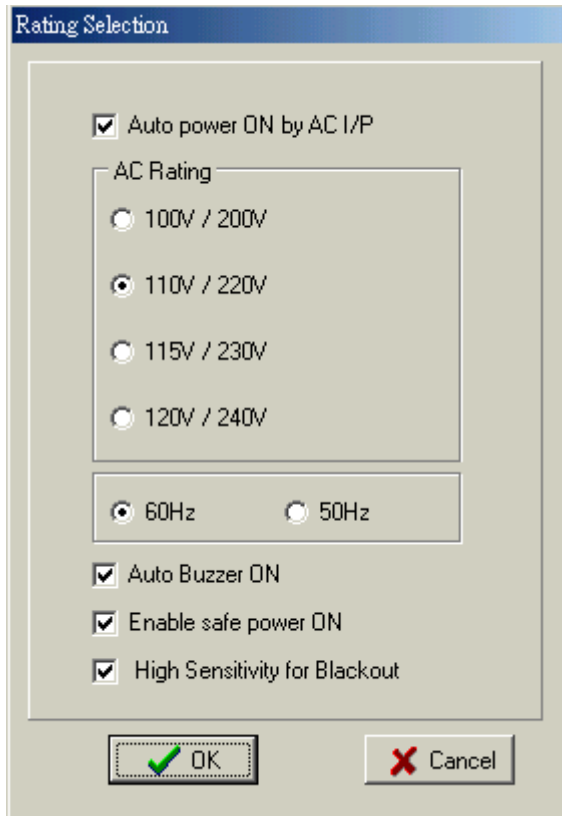 Rating Selection
Auto power ON by AC I/P
AC Rating
100V / 200V
110V / 220V
115V / 230V
120V / 240V
60Hz 50Hz
Auto Buzzer ON
Enable safe power ON
High Sensitivity for Blackout
OK Cancel